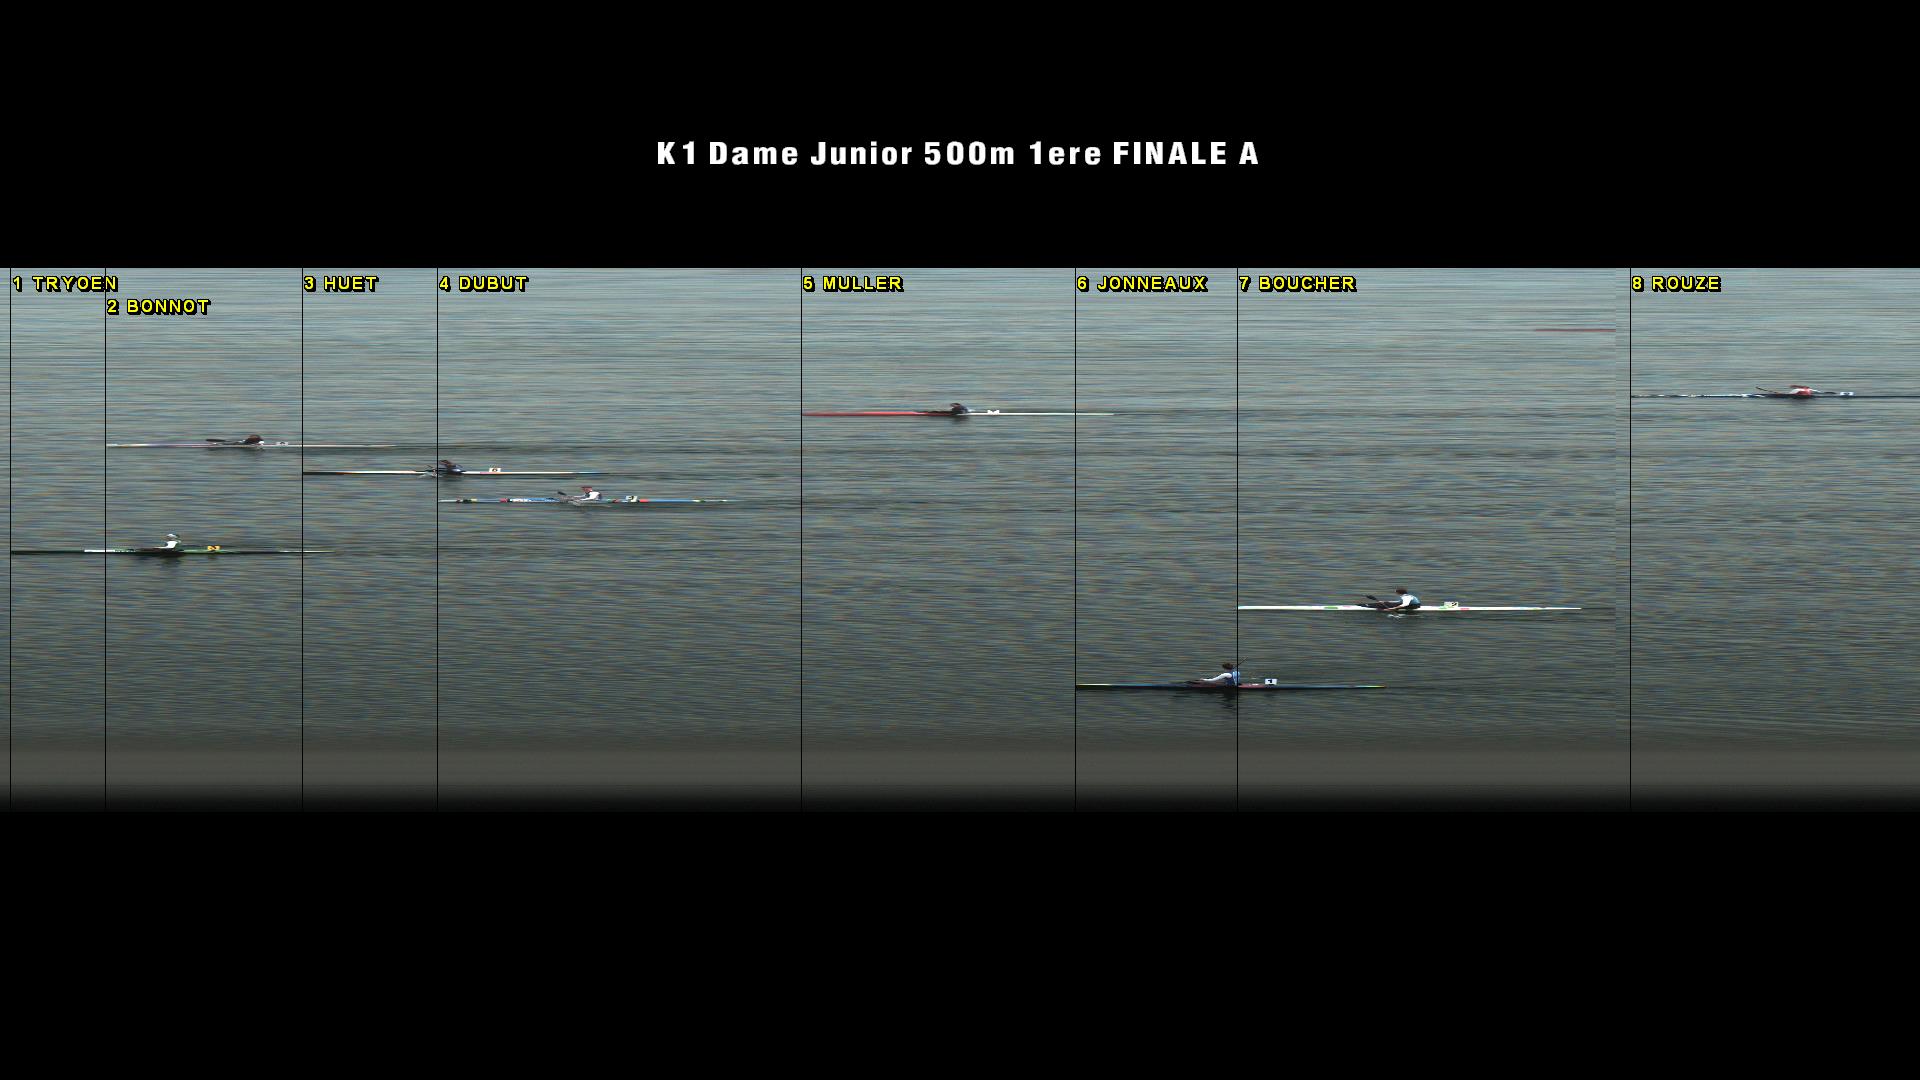 K1 Dame Junior 500m 1ere FINALE A
1 TRYOEN
2 BONNOT
3 HUET
4 DUBUT
5 MULLER
6 JONNEAUX
7 BOUCHER
8 ROUZE